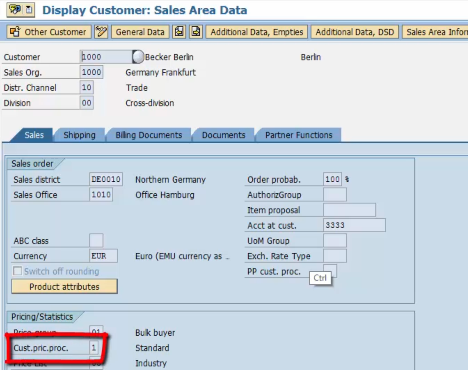 Display Customer: Sales Area Data
Other Customer General Data Additional Data, Empties Additional Data, DSD Sales Area Infor
Customer 1000 Becker Berlin Berlin
Sales Org. 1000 Germany Frankfurt
Distr. Channel 10 Trade
Division 00 Cross-division
Sales Shipping Billing Documents Documents Partner Functions
Sales order
Sales district DE0010 Northern Germany Order probab. 100 %
Sales Office 1010 Office Hamburg AuthorizGroup
Item proposal
Acct at cust. 3333
ABC class UoM Group
Currency EUR Euro (EMU currency as .. Exch. Rate Type
Switch off rounding PP cust. proc.
Ctrl
Product attributes
Pricing/Statistics
Price group 01 Bulk buyer
Cust.pric.proc. 1 Standard
Price List Industry